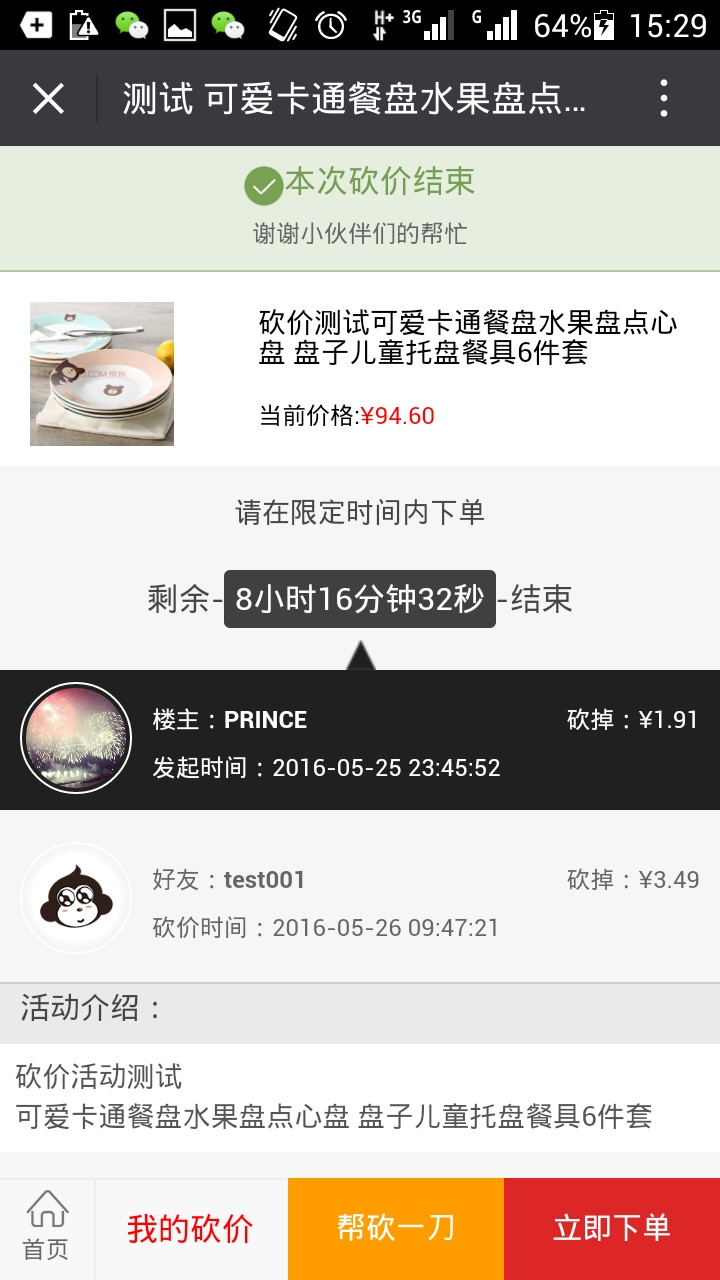 H+ 3G G 64% 15:29
测试 可爱卡通餐盘水果盘点...
本次砍价结束
谢谢小伙伴们的帮忙
砍价测试可爱卡通餐盘水果盘点心
盘 盘子儿童托盘餐具6件套
当前价格:¥94.60
请在限定时间内下单
剩余-8小时16分钟32秒-结束
楼主：PRINCE 砍掉：¥1.91
发起时间：2016-05-25 23:45:52
好友：test001 砍掉：¥3.49
砍价时间：2016-05-26 09:47:21
活动介绍：
砍价活动测试
可爱卡通餐盘水果盘点心盘 盘子儿童托盘餐具6件套
首页 我的砍价 帮砍一刀 立即下单